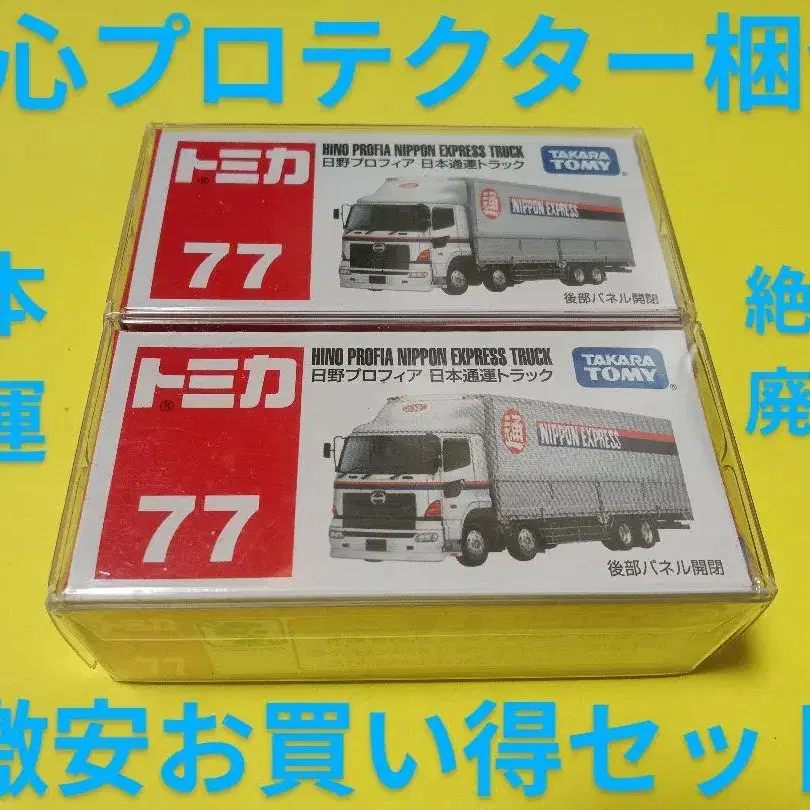 心プロテクター梱
トミカ
77
HINO PROFIA NIPPON EXPRESS TRUCK
日野プロフィア 日本通運トラック
TAKARA TOMY
通 NIPPON EXPRESS
後部パネル開閉
本
運
絶
廃
トミカ
77
HINO PROFIA NIPPON EXPRESS TRUCK
日野プロフィア 日本通運トラック
TAKARA TOMY
通 NIPPON EXPRESS
後部パネル開閉
77
激安お買い得セット